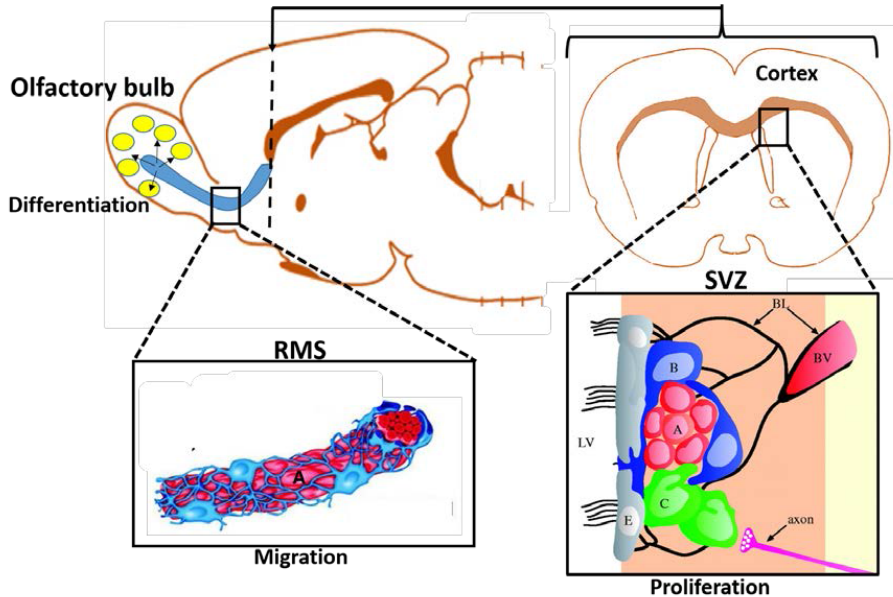 Cortex
Olfactory bulb
Differentiation
SVZ
RMS
BL
BV
B
A
A
LV
C
E
axon
Migration
Proliferation